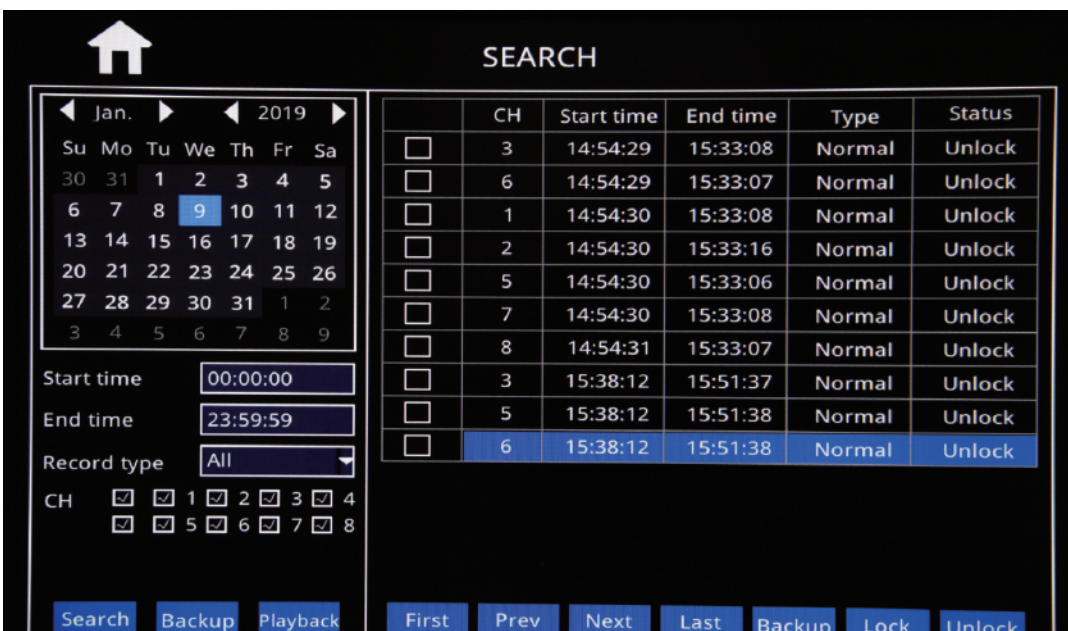 SEARCH
Jan. 2019
Su Mo Tu We Th Fr Sa
30 31 1 2 3 4 5
6 7 8 9 10 11 12
13 14 15 16 17 18 19
20 21 22 23 24 25 26
27 28 29 30 31 1 2
3 4 5 6 7 8 9
Start time 00:00:00
End time 23:59:59
Record type All
CH 1 2 3 4
5 6 7 8
Search Backup Playback
CH Start time End time Type Status
3 14:54:29 15:33:08 Normal Unlock
6 14:54:29 15:33:07 Normal Unlock
1 14:54:30 15:33:08 Normal Unlock
2 14:54:30 15:33:16 Normal Unlock
5 14:54:30 15:33:06 Normal Unlock
7 14:54:30 15:33:08 Normal Unlock
8 14:54:31 15:33:07 Normal Unlock
3 15:38:12 15:51:37 Normal Unlock
5 15:38:12 15:51:38 Normal Unlock
6 15:38:12 15:51:38 Normal Unlock
First Prev Next Last Backup Lock Unlock